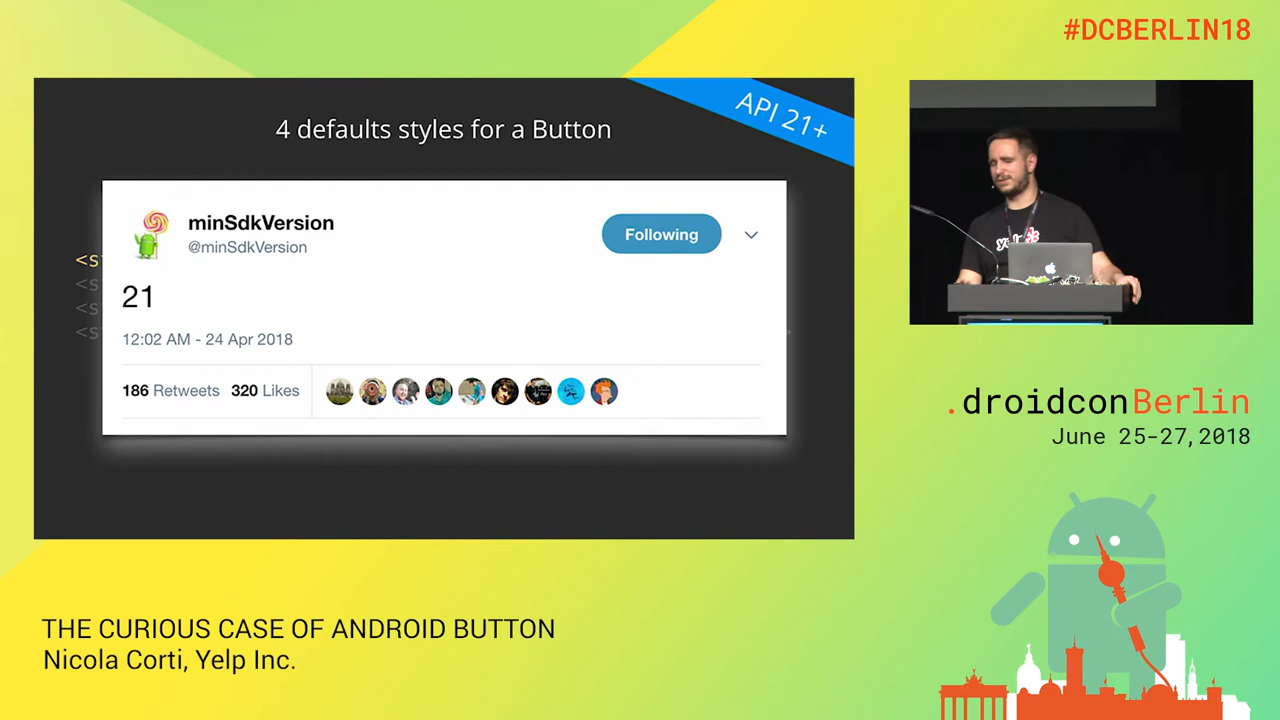 #DCBERLIN18
4 defaults styles for a Button
API 21+
minSdkVersion
@minSdkVersion
Following
<s
<s
<s
<s
21
12:02 AM - 24 Apr 2018
186 Retweets 320 Likes
.droidconBerlin
June 25-27, 2018
THE CURIOUS CASE OF ANDROID BUTTON
Nicola Corti, Yelp Inc.